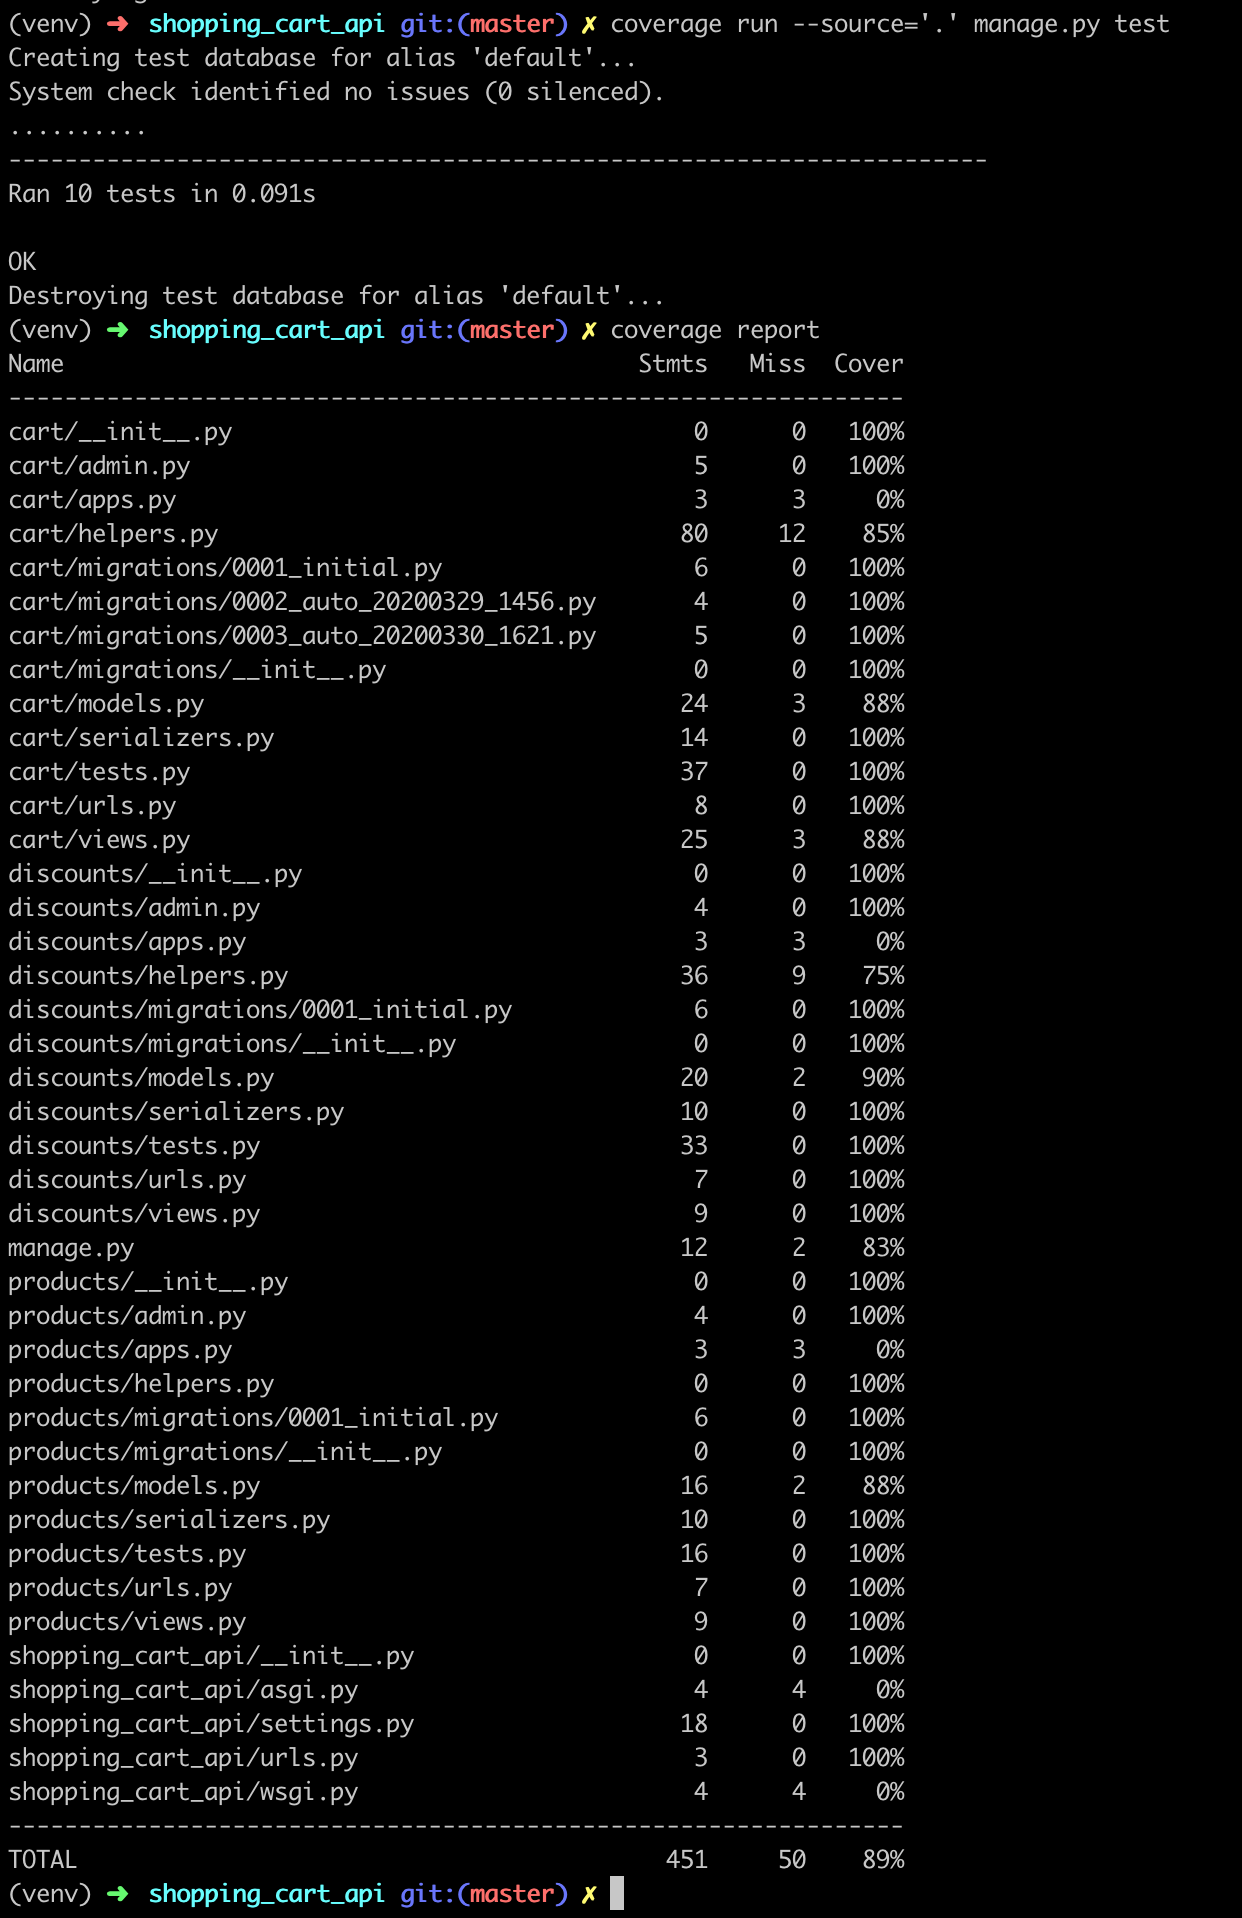 (venv) ➜ shopping_cart_api git:(master) ✗ coverage run --source='.' manage.py test
Creating test database for alias 'default'...
System check identified no issues (0 silenced).
..........
----------------------------------------------------------------------
Ran 10 tests in 0.091s
OK
Destroying test database for alias 'default'...
(venv) ➜ shopping_cart_api git:(master) ✗ coverage report
Name Stmts Miss Cover
----------------------------------------------------------------
cart/__init__.py 0 0 100%
cart/admin.py 5 0 100%
cart/apps.py 3 3 0%
cart/helpers.py 80 12 85%
cart/migrations/0001_initial.py 6 0 100%
cart/migrations/0002_auto_20200329_1456.py 4 0 100%
cart/migrations/0003_auto_20200330_1621.py 5 0 100%
cart/migrations/__init__.py 0 0 100%
cart/models.py 24 3 88%
cart/serializers.py 14 0 100%
cart/tests.py 37 0 100%
cart/urls.py 8 0 100%
cart/views.py 25 3 88%
discounts/__init__.py 0 0 100%
discounts/admin.py 4 0 100%
discounts/apps.py 3 3 0%
discounts/helpers.py 36 9 75%
discounts/migrations/0001_initial.py 6 0 100%
discounts/migrations/__init__.py 0 0 100%
discounts/models.py 20 2 90%
discounts/serializers.py 10 0 100%
discounts/tests.py 33 0 100%
discounts/urls.py 7 0 100%
discounts/views.py 9 0 100%
manage.py 12 2 83%
products/__init__.py 0 0 100%
products/admin.py 4 0 100%
products/apps.py 3 3 0%
products/helpers.py 0 0 100%
products/migrations/0001_initial.py 6 0 100%
products/migrations/__init__.py 0 0 100%
products/models.py 16 2 88%
products/serializers.py 10 0 100%
products/tests.py 16 0 100%
products/urls.py 7 0 100%
products/views.py 9 0 100%
shopping_cart_api/__init__.py 0 0 100%
shopping_cart_api/asgi.py 4 4 0%
shopping_cart_api/settings.py 18 0 100%
shopping_cart_api/urls.py 3 0 100%
shopping_cart_api/wsgi.py 4 4 0%
----------------------------------------------------------------
TOTAL 451 50 89%
(venv) ➜ shopping_cart_api git:(master) ✗